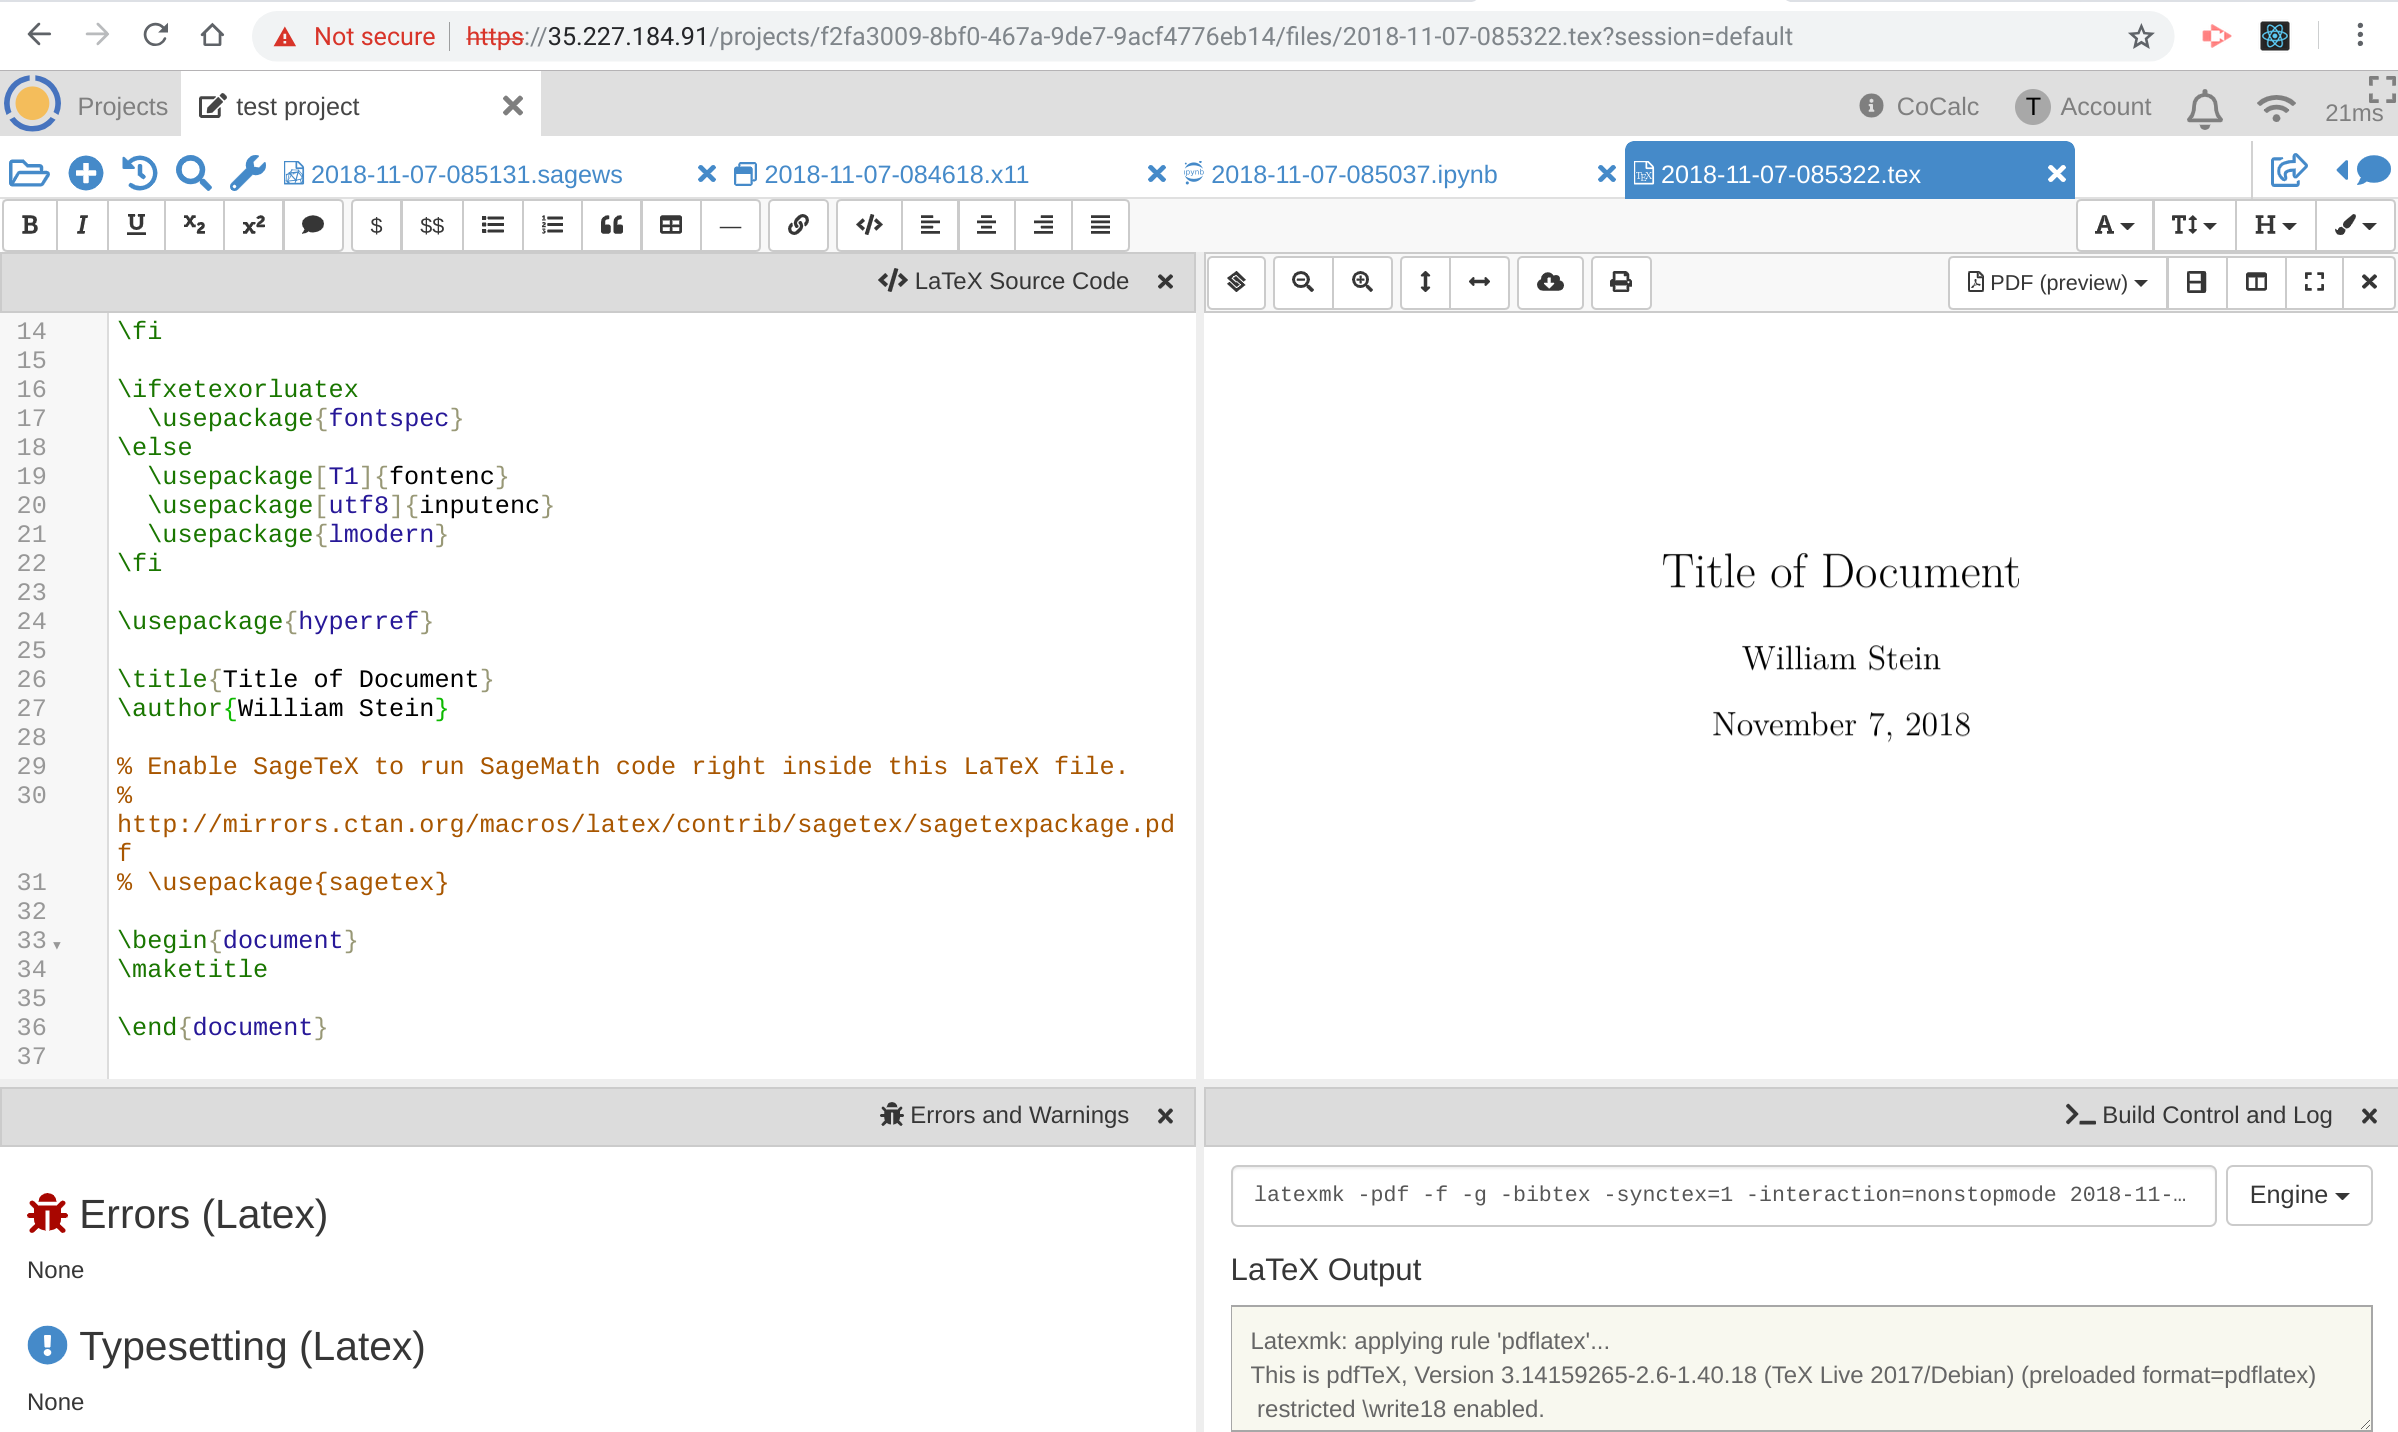 Not secure https://35.227.184.91/projects/f2fa3009-8bf0-467a-9de7-9acf4776eb14/files/2018-11-07-085322.tex?session=default
Projects test project CoCalc T Account 21ms
2018-11-07-085131.sagews 2018-11-07-084618.x11 2018-11-07-085037.ipynb 2018-11-07-085322.tex
B I U x2 x² $ $$ — A T H
LaTeX Source Code
PDF (preview)
14 \fi
15
16 \ifxetexorluatex
17 \usepackage{fontspec}
18 \else
19 \usepackage[T1]{fontenc}
20 \usepackage[utf8]{inputenc}
21 \usepackage{lmodern}
22 \fi
23
24 \usepackage{hyperref}
25
26 \title{Title of Document}
27 \author{William Stein}
28
29 % Enable SageTeX to run SageMath code right inside this LaTeX file.
30 %
http://mirrors.ctan.org/macros/latex/contrib/sagetex/sagetexpackage.pd
f
31 % \usepackage{sagetex}
32
33 \begin{document}
34 \maketitle
35
36 \end{document}
37
Title of Document
William Stein
November 7, 2018
Errors and Warnings
Errors (Latex)
None
Typesetting (Latex)
None
Build Control and Log
latexmk -pdf -f -g -bibtex -synctex=1 -interaction=nonstopmode 2018-11-…
Engine
LaTeX Output
Latexmk: applying rule 'pdflatex'...
This is pdfTeX, Version 3.14159265-2.6-1.40.18 (TeX Live 2017/Debian) (preloaded format=pdflatex)
restricted \write18 enabled.